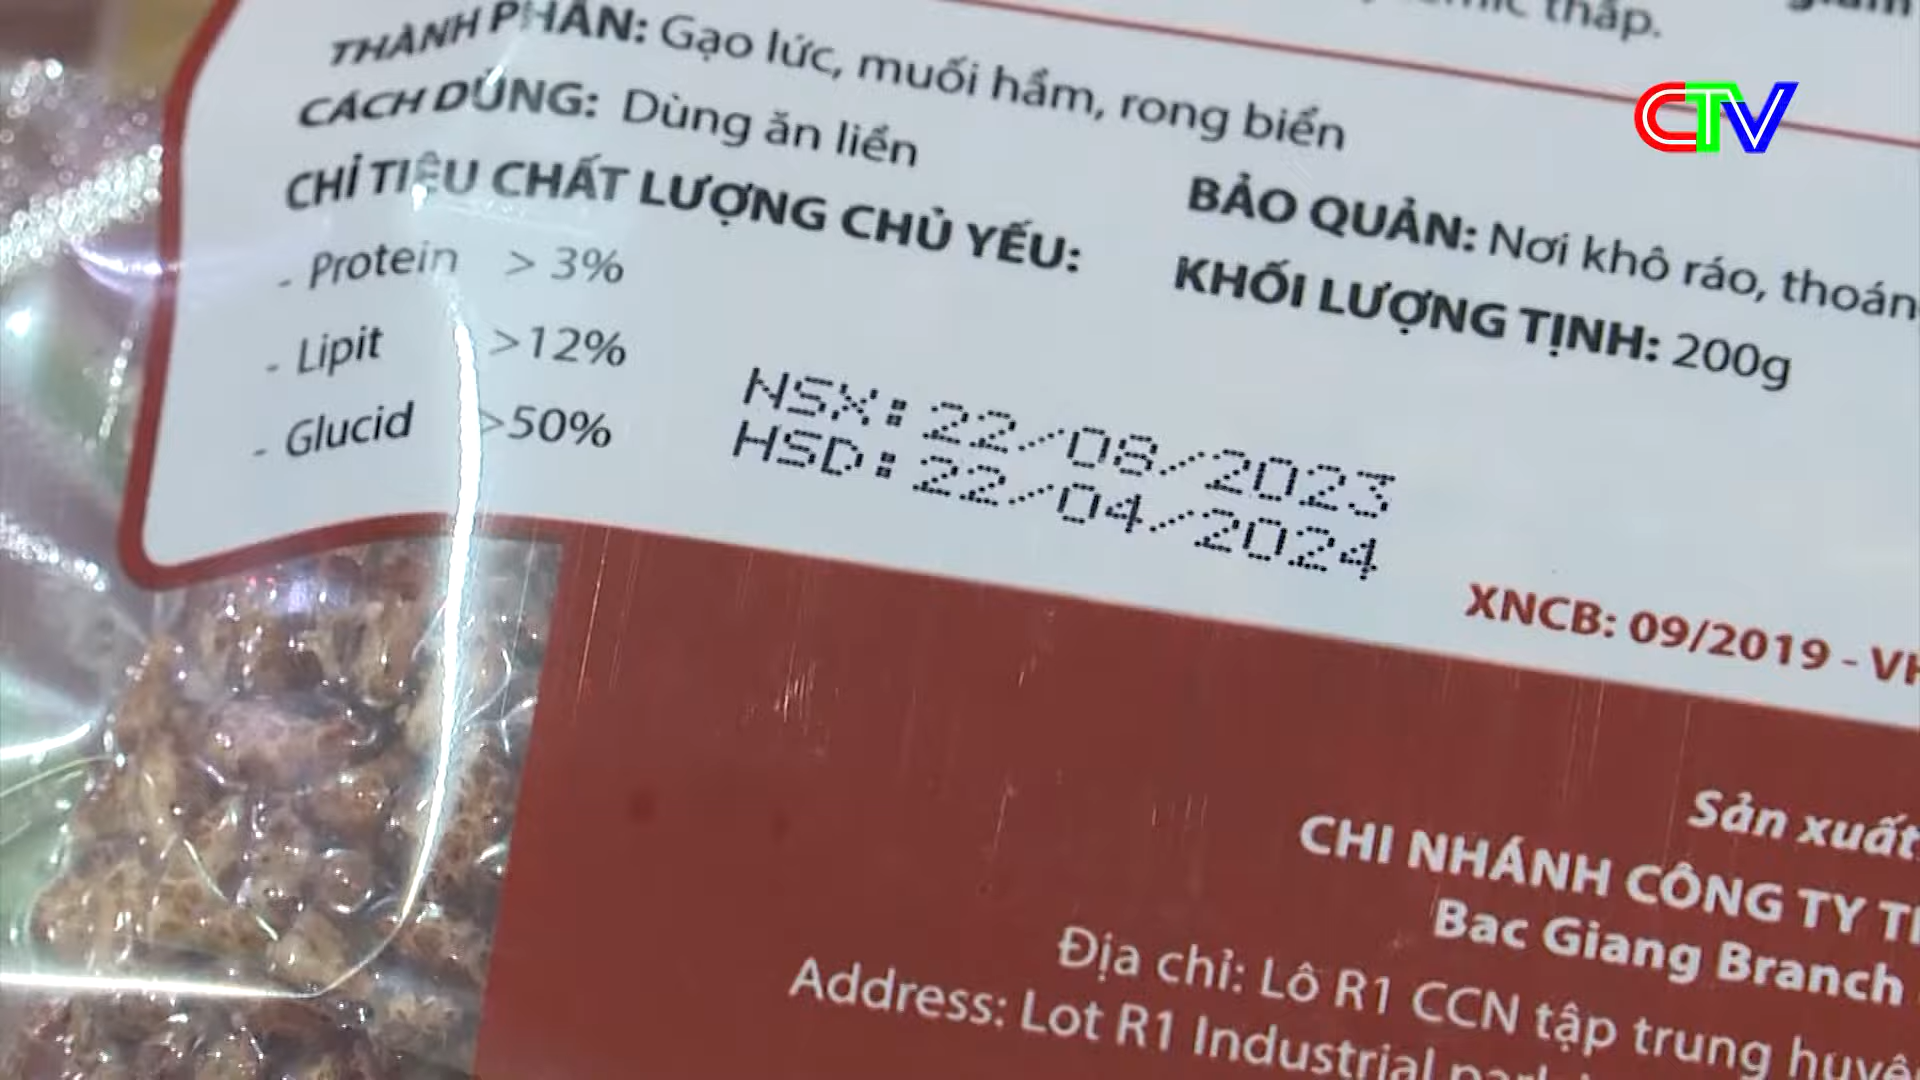 thấp.
CTV
THÀNH PHẦN: Gạo lức, muối hầm, rong biển
CÁCH DÙNG: Dùng ăn liền
CHỈ TIÊU CHẤT LƯỢNG CHỦ YẾU:
- Protein > 3%
- Lipit >12%
- Glucid >50%
BẢO QUẢN: Nơi khô ráo,
KHỐI LƯỢNG TỊNH: 200g
NSX: 22/08/2023
HSD: 22/04/2024
XNCB: 09/2019 -
Sản xuất
CHI NHÁNH CÔNG TY
Bac Giang Branch
Địa chỉ: Lô R1 CCN tập trung
Address: Lot R1 Industrial